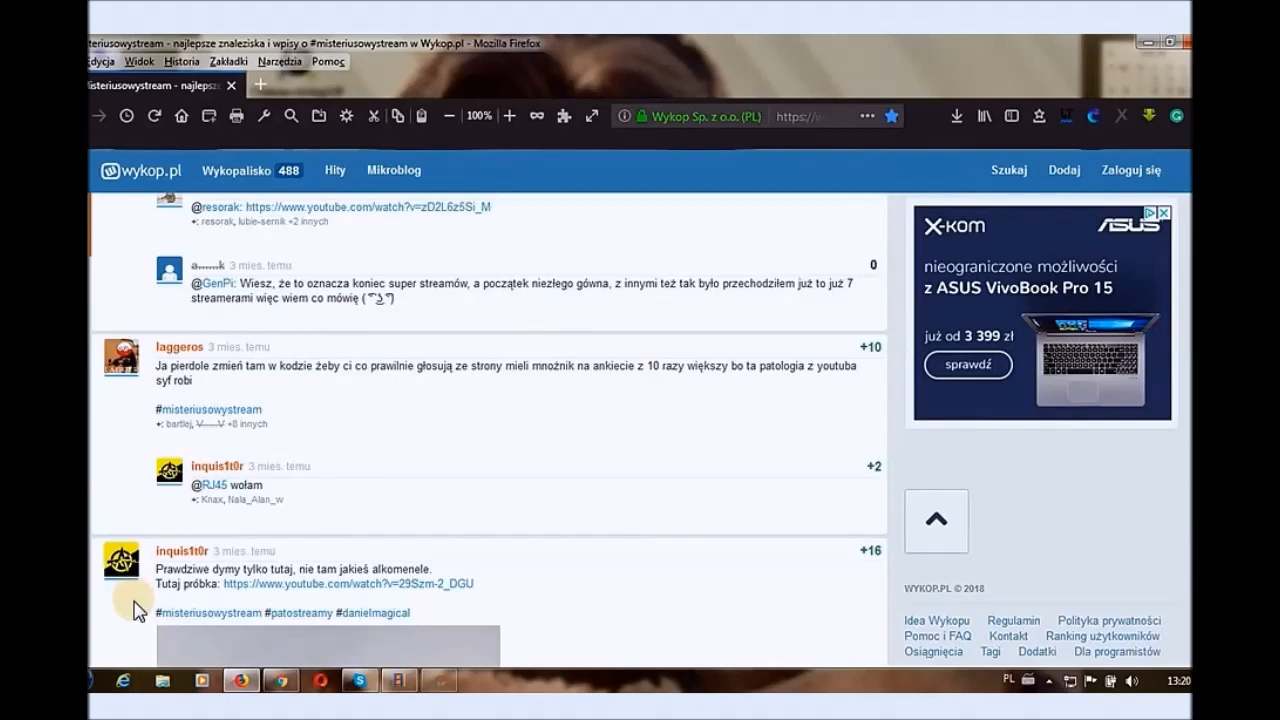 teriusowystream - najlepsze znaleziska i wpisy o #misteriusowystream w Wykop.pl - Mozilla Firefox
Edycja Widok Historia Zakładki Narzędzia Pomoc
misteriusowystream - najlepsz
100%
Wykop Sp. z o.o. (PL) https://w
wykop.pl Wykopalisko 488 Hity Mikroblog Szukaj Dodaj Zaloguj się
@resorak: https://www.youtube.com/watch?v=zD2L6z5Si_M
+: resorak, lubie-sernik +2 innych
a......k 3 mies. temu 0
@GenPi: Wiesz, że to oznacza koniec super streamów, a początek niezłego gówna, z innymi też tak było przechodziłem już to już 7
streamerami więc wiem co mówię ( ͡° ͜ʖ ͡°)
laggeros 3 mies. temu +10
Ja pierdole zmień tam w kodzie żeby ci co prawilnie głosują ze strony mieli mnożnik na ankiecie z 10 razy większy bo ta patologia z youtuba
syf robi
#misteriusowystream
+: bartlej, V......V +8 innych
inquis1t0r 3 mies. temu +2
@RJ45 wołam
+: Knax, Nala_Alan_w
inquis1t0r 3 mies. temu +16
Prawdziwe dymy tylko tutaj, nie tam jakieś alkomenele.
Tutaj próbka: https://www.youtube.com/watch?v=29Szm-2_DGU
#misteriusowystream #patostreamy #danielmagical
x-kom ASUS
nieograniczone możliwości
z ASUS VivoBook Pro 15
już od 3 399 zł
sprawdź
WYKOP.PL © 2018
Idea Wykopu Regulamin Polityka prywatności
Pomoc i FAQ Kontakt Ranking użytkowników
Osiągnięcia Tagi Dodatki Dla programistów
PL 13:20